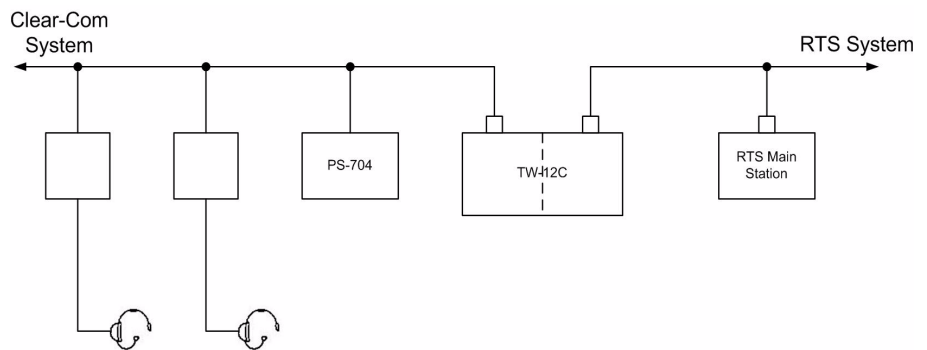 Clear-Com
System
RTS System
PS-704
TW-12C
RTS Main
Station